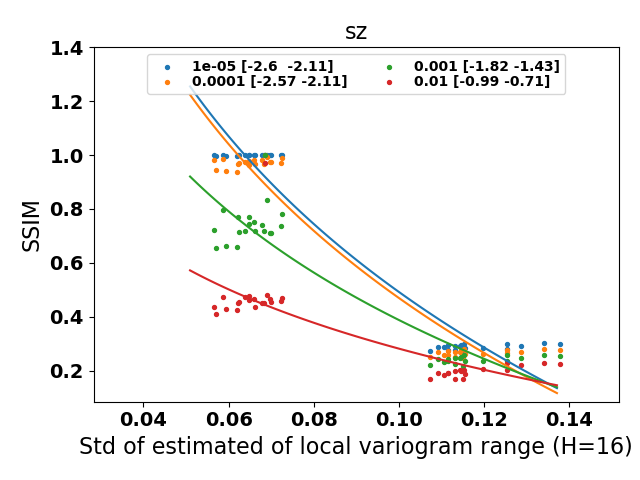 sz
1e-05 [-2.6  -2.11]
0.0001 [-2.57 -2.11]
0.001 [-1.82 -1.43]
0.01 [-0.99 -0.71]
SSIM
1.4
1.2
1.0
0.8
0.6
0.4
0.2
0.04 0.06 0.08 0.10 0.12 0.14
Std of estimated of local variogram range (H=16)